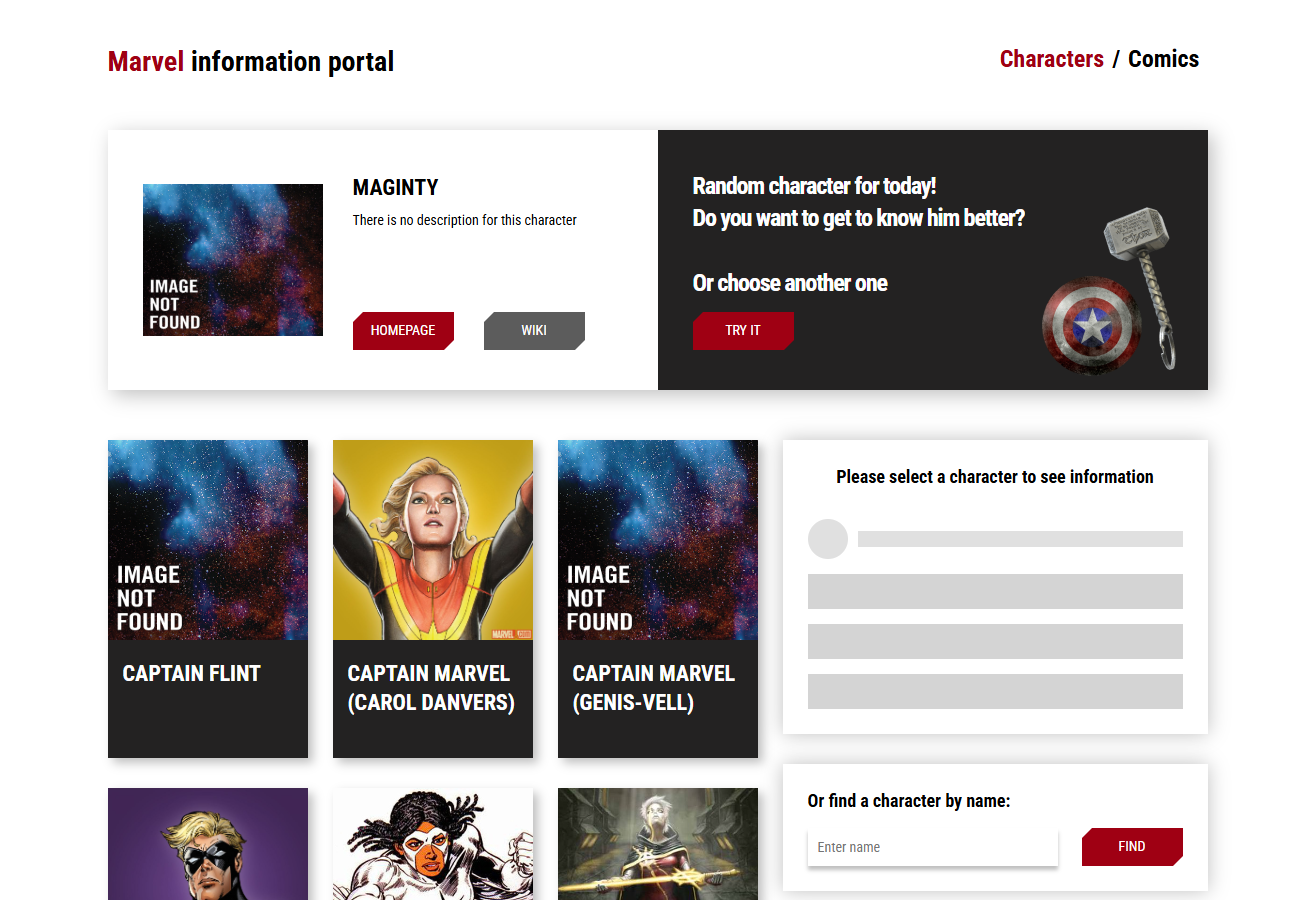 Marvel information portal
Characters / Comics
IMAGE
NOT
FOUND
MAGINTY
There is no description for this character
HOMEPAGE
WIKI
Random character for today!
Do you want to get to know him better?
Or choose another one
TRY IT
IMAGE
NOT
FOUND
CAPTAIN FLINT
MARVEL
CAPTAIN MARVEL
(CAROL DANVERS)
IMAGE
NOT
FOUND
CAPTAIN MARVEL
(GENIS-VELL)
Please select a character to see information
Or find a character by name:
Enter name
FIND